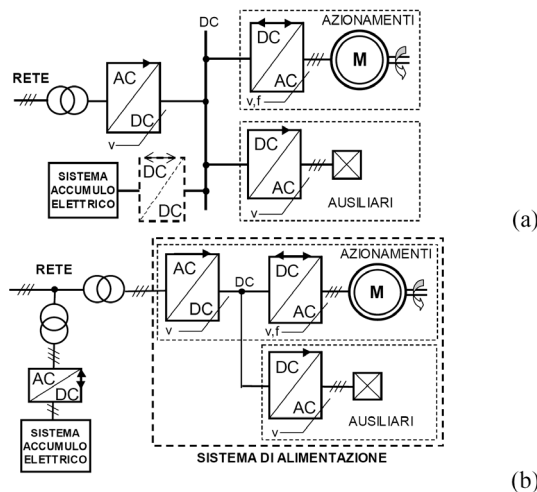 DC
AZIONAMENTI
DC
AC
M
v,f
RETE
AC
DC
v
SISTEMA
ACCUMULO
ELETTRICO
DC
DC
DC
AC
v
AUSILIARI
(a)
RETE
AC
DC
v
DC
AZIONAMENTI
DC
AC
M
v,f
AC
DC
DC
AC
v
AUSILIARI
SISTEMA
ACCUMULO
ELETTRICO
SISTEMA DI ALIMENTAZIONE
(b)